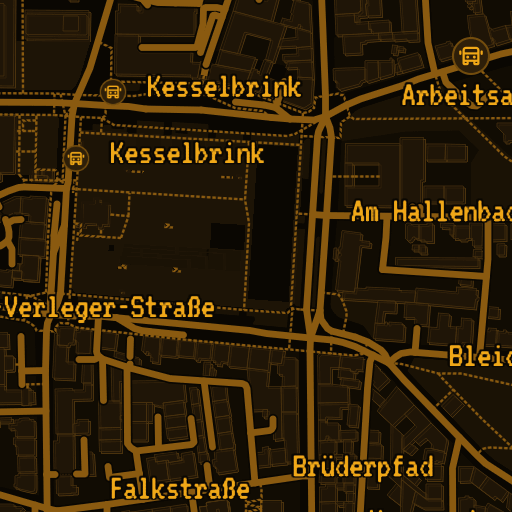 Kesselbrink
Arbeitsa
Kesselbrink
Am Hallenbad
Verleger-Straße
Bleic
Brüderpfad
Falkstraße